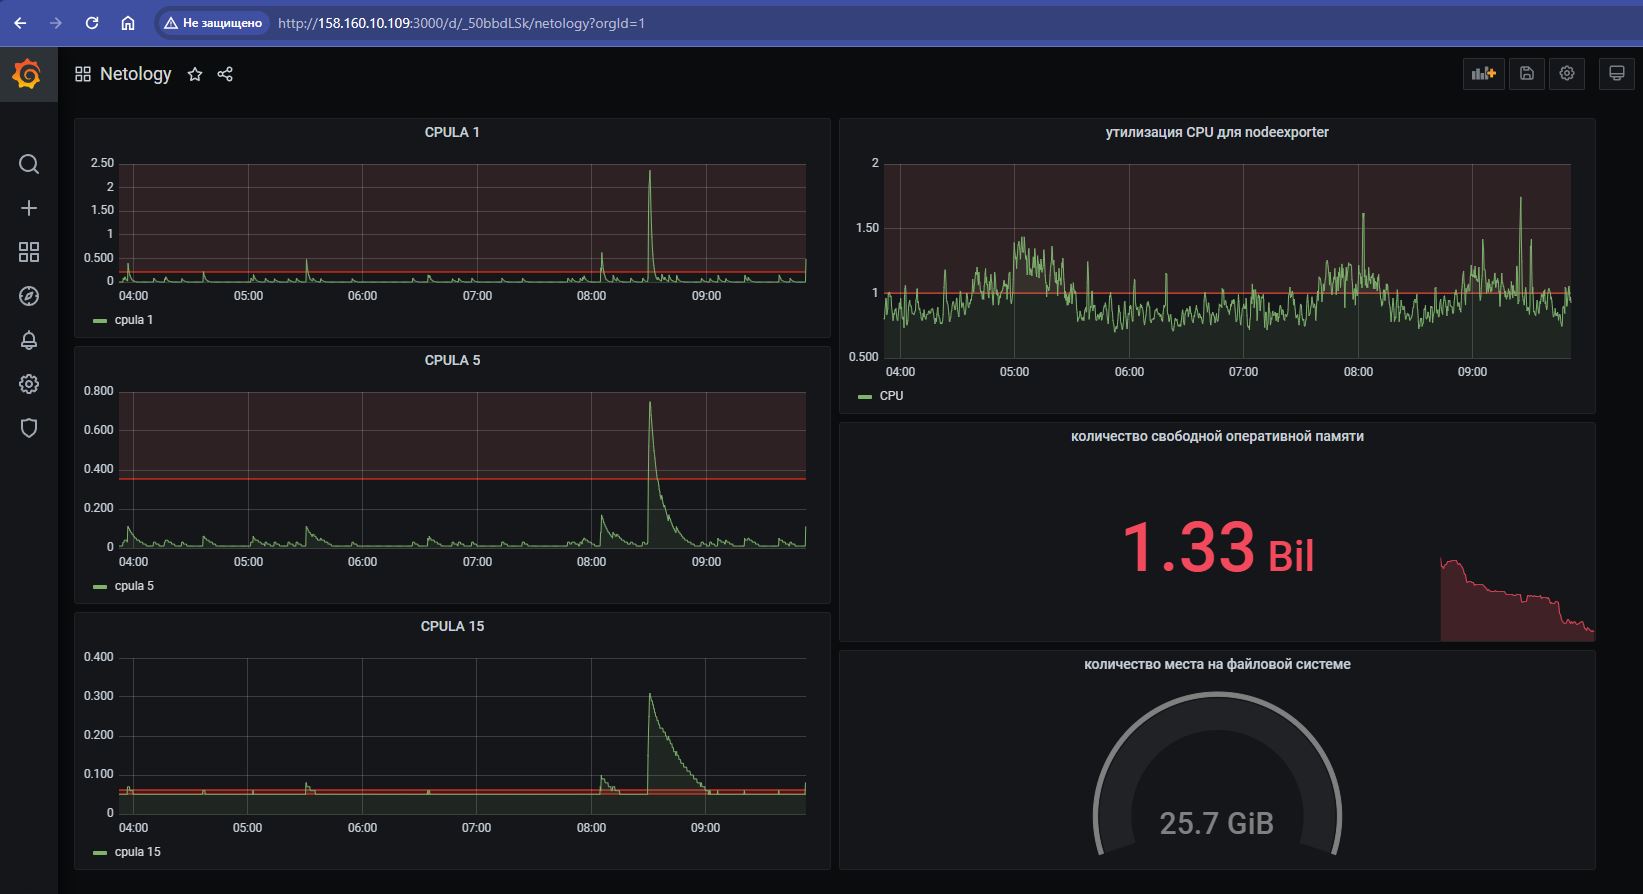 Не защищено
http://158.160.10.109:3000/d/_50bbdLSk/netology?orgId=1
Netology
CPULA 1
2.50
2
1.50
1
0.500
0
04:00 05:00 06:00 07:00 08:00 09:00
cpula 1
CPULA 5
0.800
0.600
0.400
0.200
0
04:00 05:00 06:00 07:00 08:00 09:00
cpula 5
CPULA 15
0.400
0.300
0.200
0.100
0
04:00 05:00 06:00 07:00 08:00 09:00
cpula 15
утилизация CPU для nodeexporter
2
1.50
1
0.500
04:00 05:00 06:00 07:00 08:00 09:00
CPU
количество свободной оперативной памяти
1.33 Bil
количество места на файловой системе
25.7 GiB